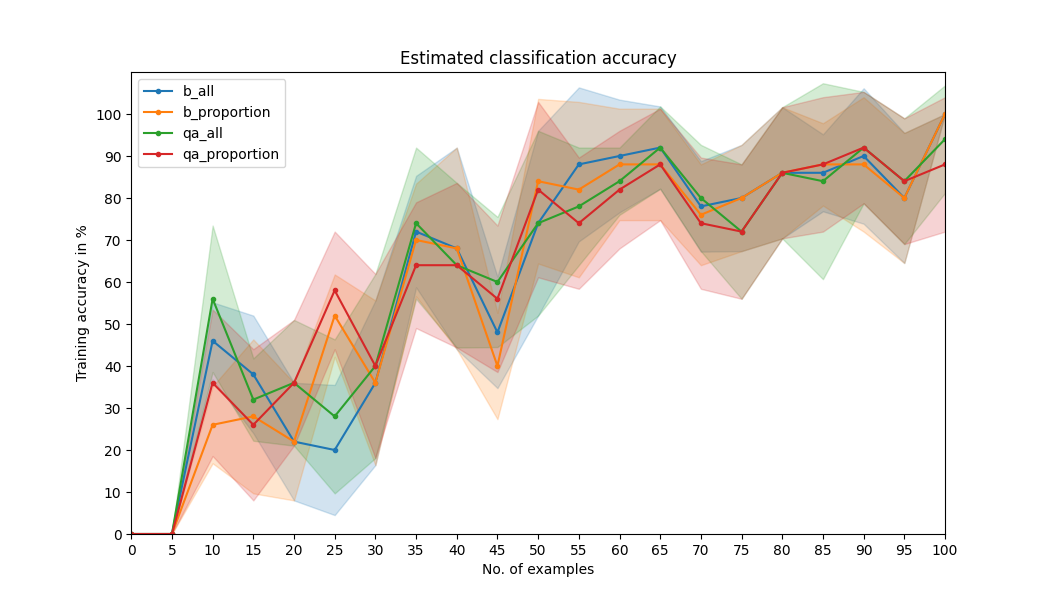 Estimated classification accuracy
b_all
b_proportion
qa_all
qa_proportion
Training accuracy in %
100
90
80
70
60
50
40
30
20
10
0
0 5 10 15 20 25 30 35 40 45 50 55 60 65 70 75 80 85 90 95 100
No. of examples